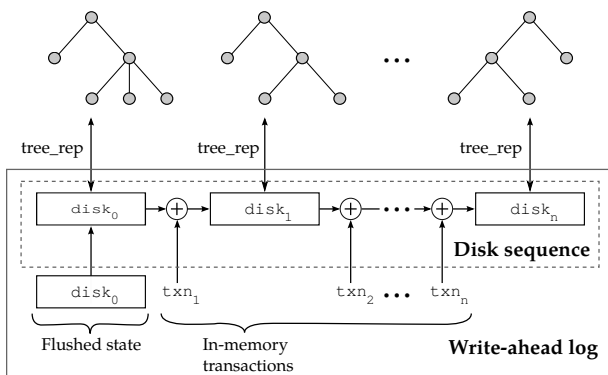 ...
tree_rep tree_rep tree_rep
disk0 disk1 diskn
+ + ... +
Disk sequence
disk0 txn1 txn2 ... txnn
Flushed state In-memory
transactions
Write-ahead log